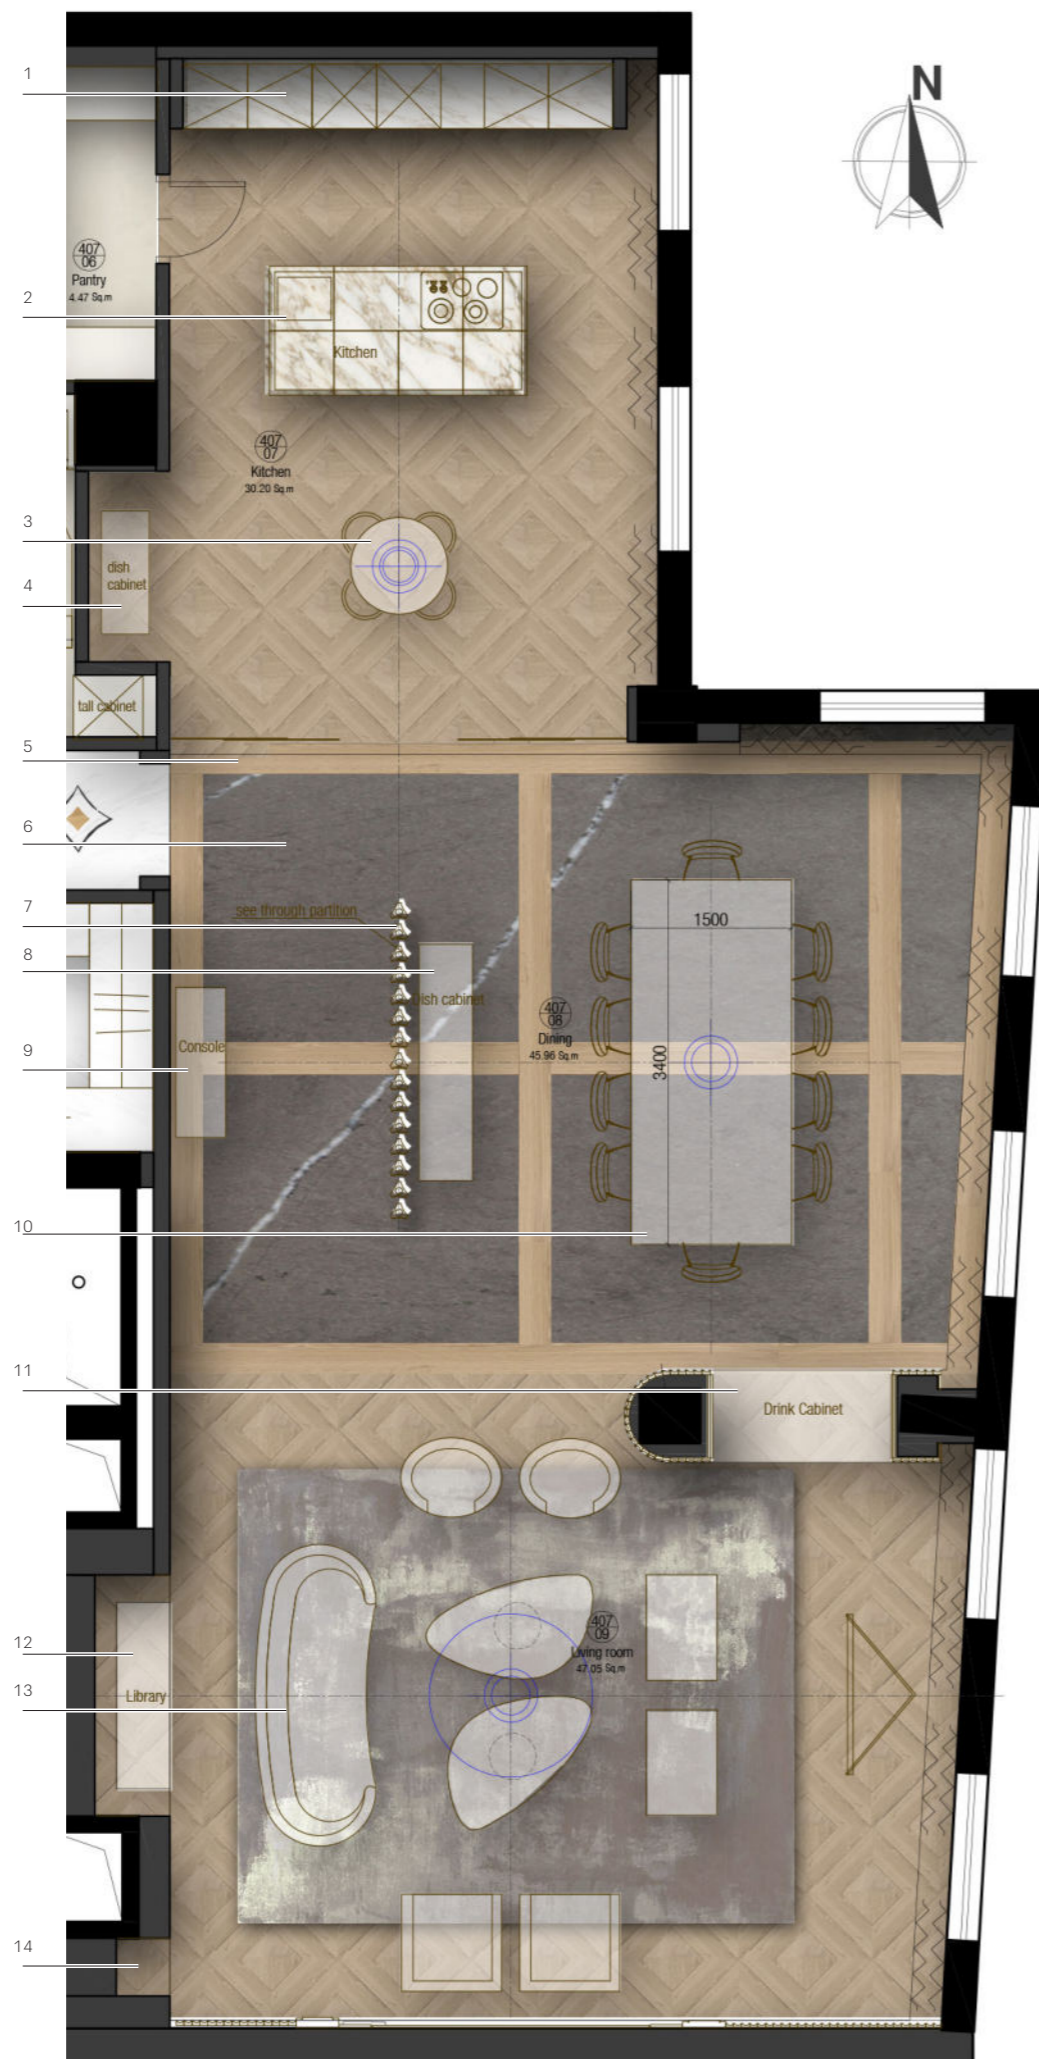 N
1
407
06
Pantry
4.47 Sq.m
2
Kitchen
407
07
Kitchen
30.20 Sq.m
3
dish
cabinet
4
tall cabinet
5
6
7
see through partition
1500
8
Dish cabinet
407
08
Dining
45.96 Sq.m
3400
9
Console
10
11
Drink Cabinet
407
09
Living room
47.05 Sq.m
12
13
Library
14